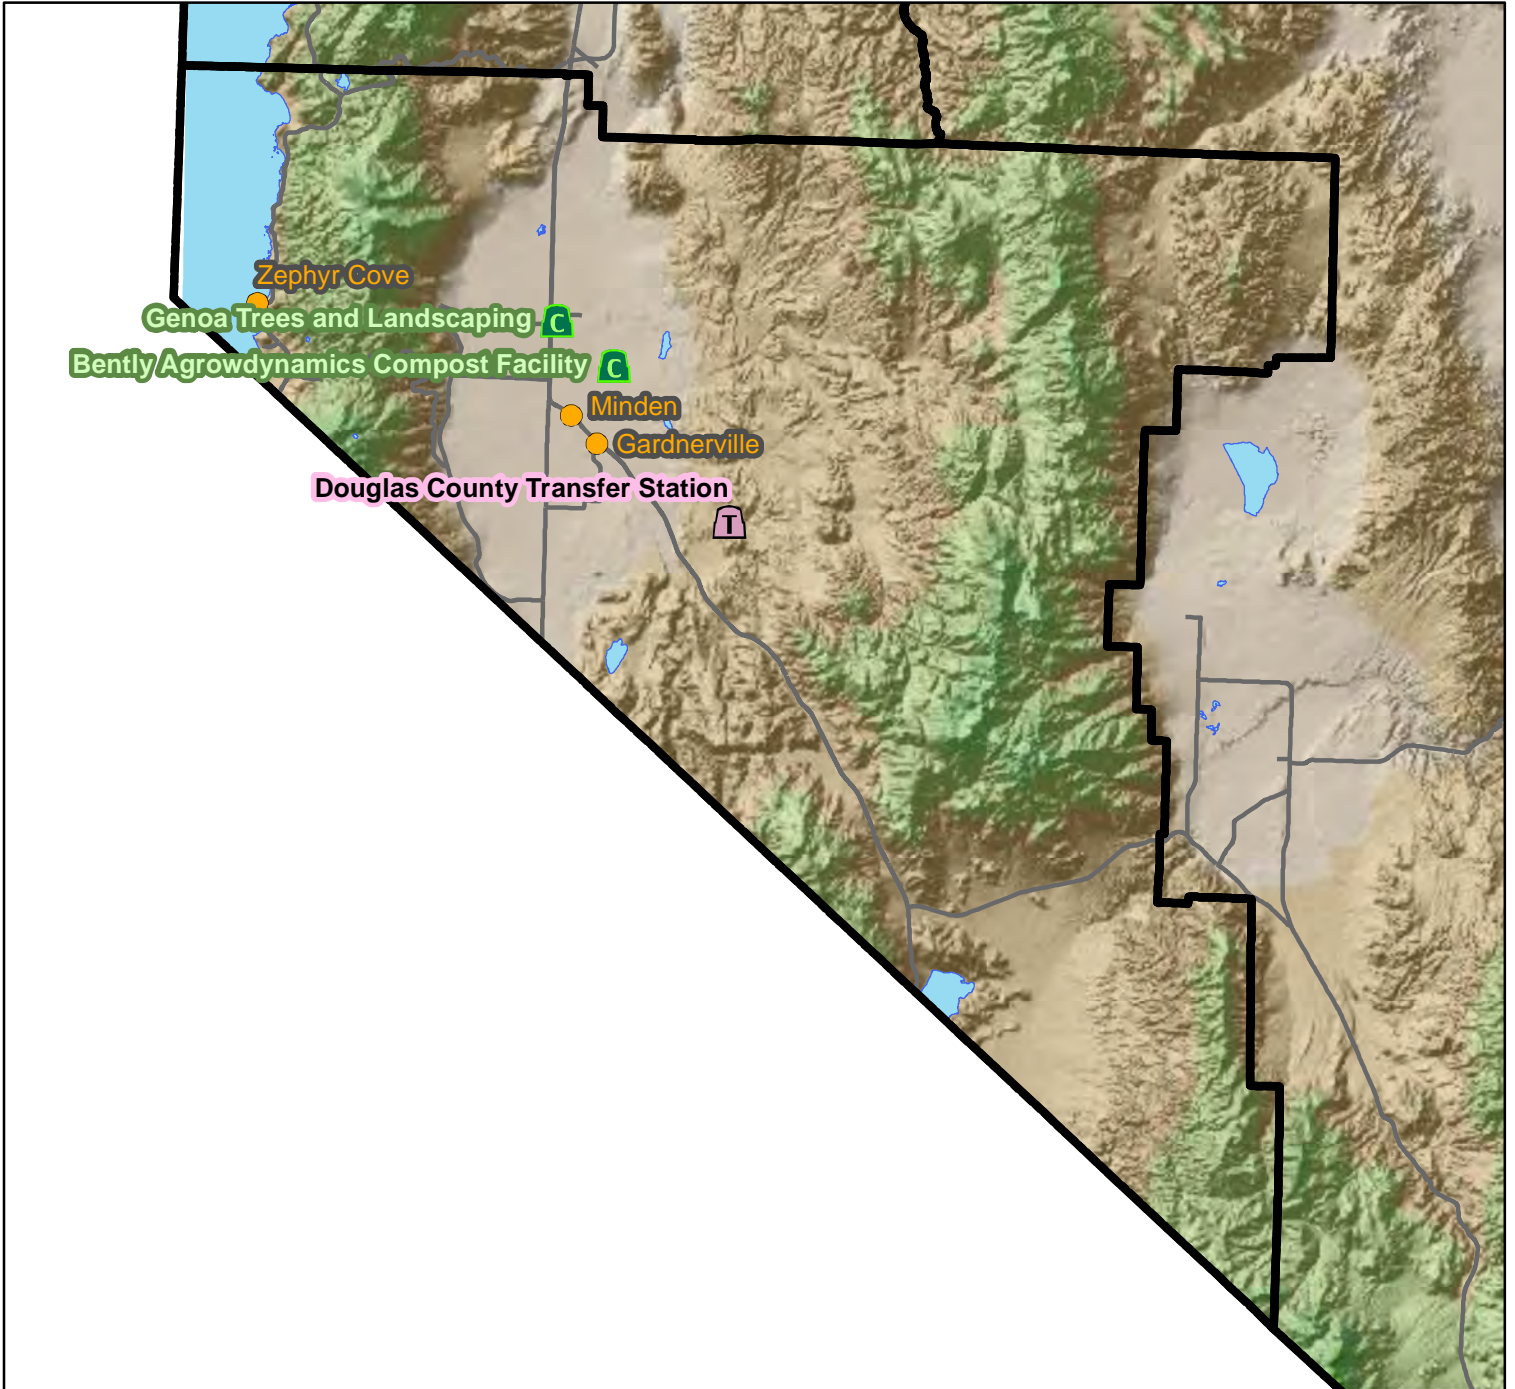 Zephyr Cove
Genoa Trees and Landscaping
C
Bently Agrowdynamics Compost Facility
C
Minden
Gardnerville
Douglas County Transfer Station
T